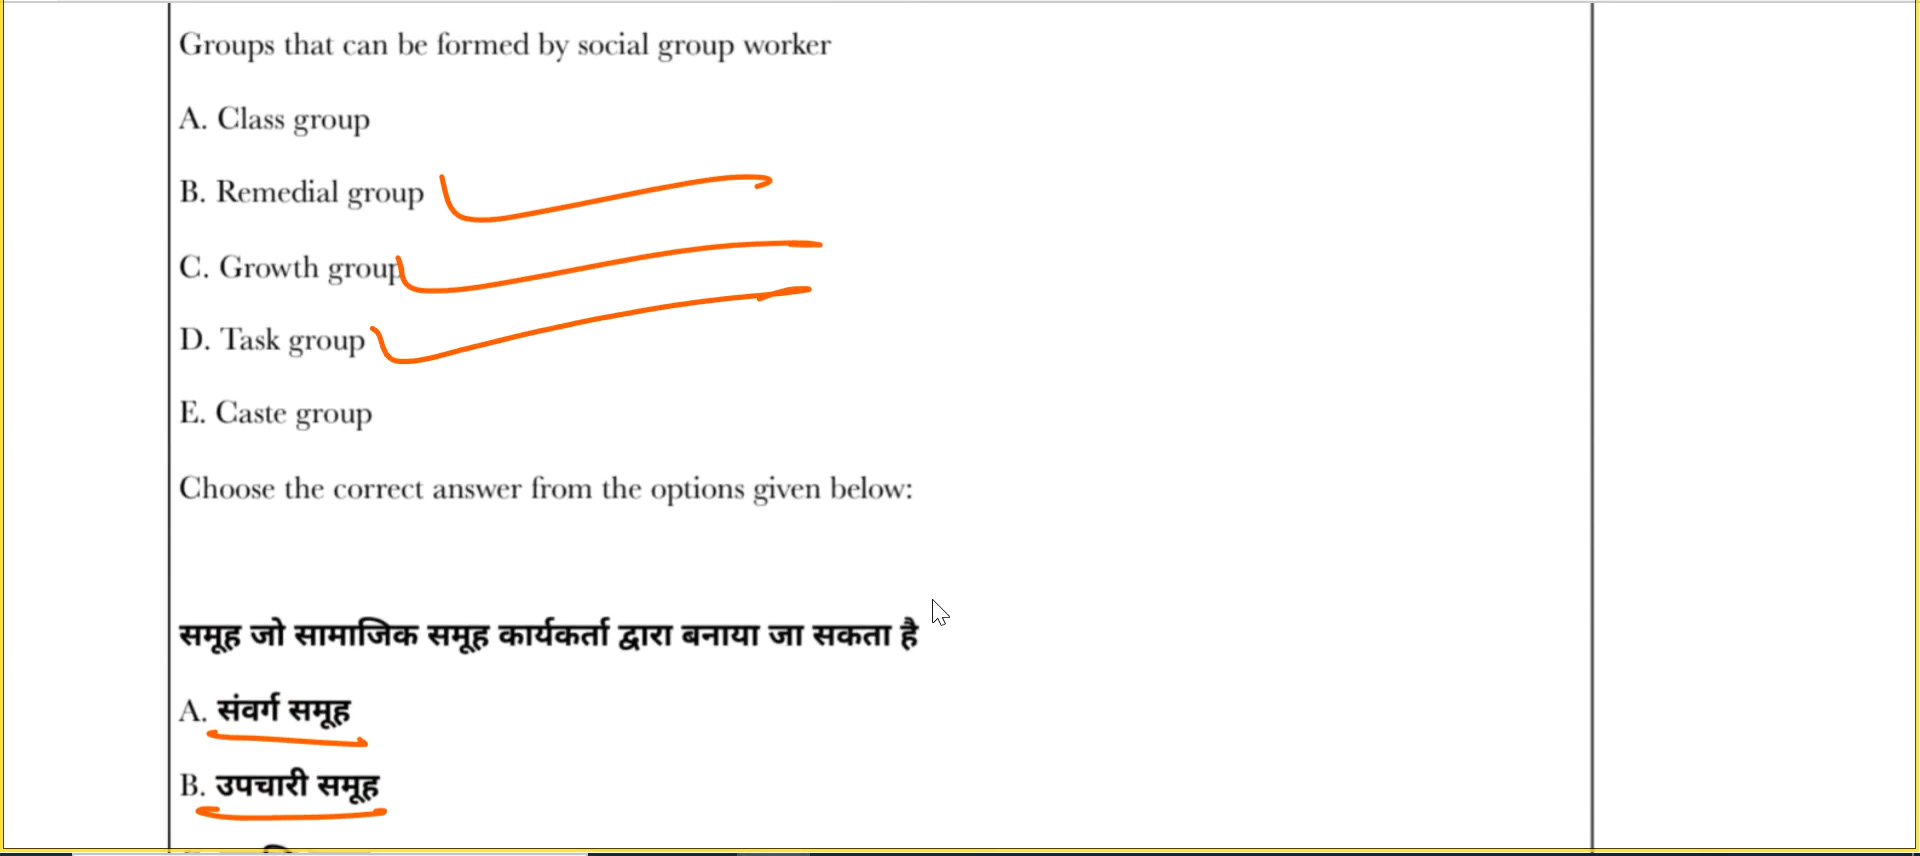 Groups that can be formed by social group worker
A. Class group
B. Remedial group
C. Growth group
D. Task group
E. Caste group
Choose the correct answer from the options given below:
समूह जो सामाजिक समूह कार्यकर्ता द्वारा बनाया जा सकता है
A. संवर्ग समूह
B. उपचारी समूह